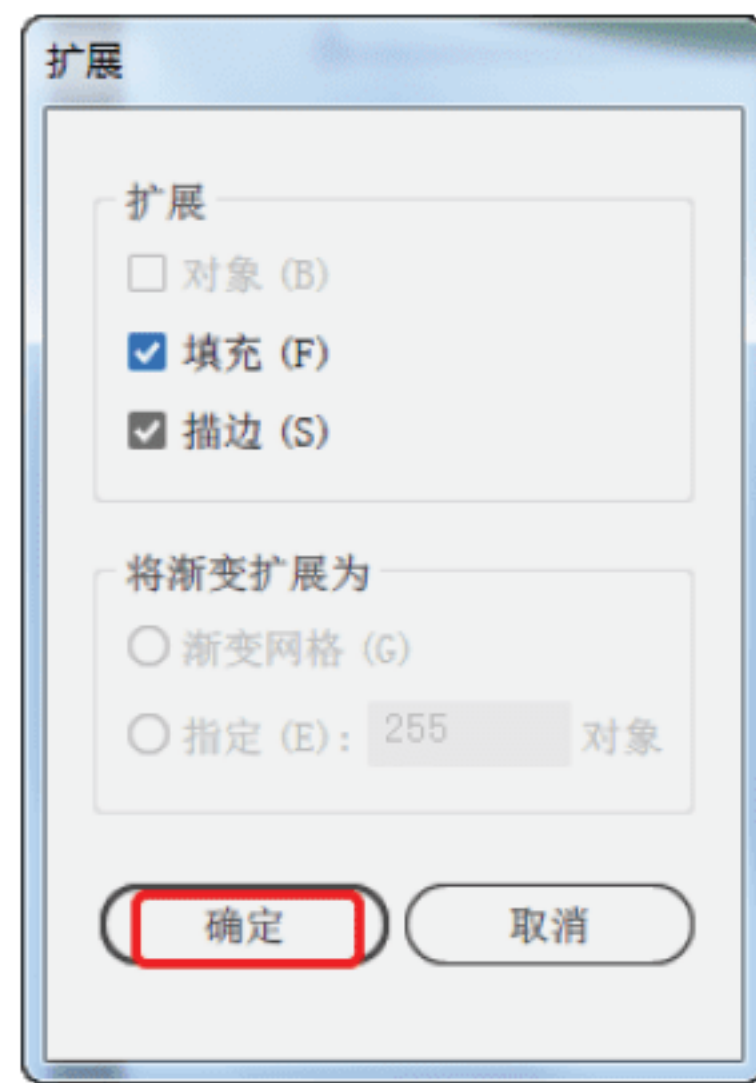 扩展
扩展
对象 (B)
填充 (F)
描边 (S)
将渐变扩展为
渐变网格 (G)
指定 (E): 255 对象
确定 取消